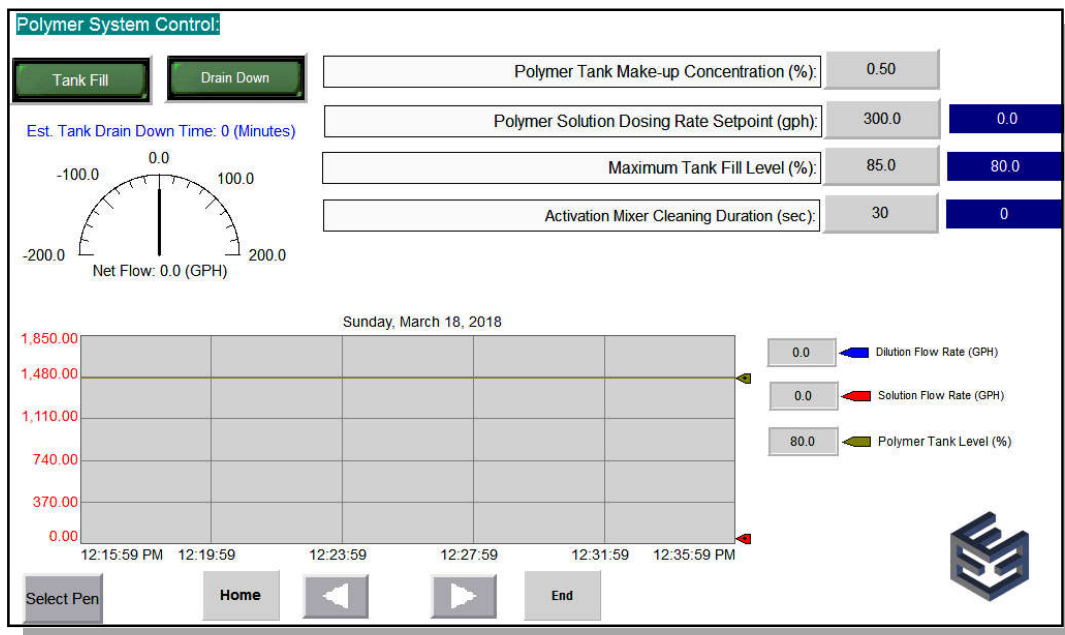 Polymer System Control:
Tank Fill
Drain Down
Polymer Tank Make-up Concentration (%):
0.50
Est. Tank Drain Down Time: 0 (Minutes)
Polymer Solution Dosing Rate Setpoint (gph):
300.0
0.0
Maximum Tank Fill Level (%):
85.0
80.0
Activation Mixer Cleaning Duration (sec):
30
0
0.0
-100.0
100.0
-200.0
200.0
Net Flow: 0.0 (GPH)
Sunday, March 18, 2018
1,850.00
1,480.00
1,110.00
740.00
370.00
0.00
12:15:59 PM
12:19:59
12:23:59
12:27:59
12:31:59
12:35:59 PM
0.0
Dilution Flow Rate (GPH)
0.0
Solution Flow Rate (GPH)
80.0
Polymer Tank Level (%)
Select Pen
Home
End